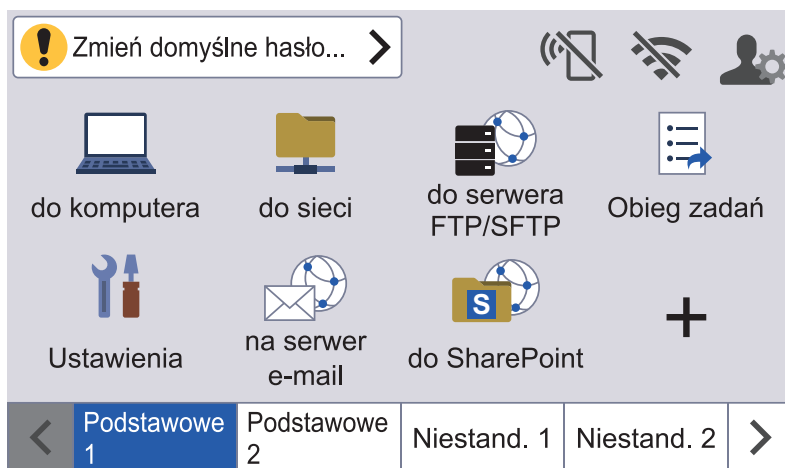 Zmień domyślne hasło...
do komputera
do sieci
do serwera
FTP/SFTP
Obieg zadań
Ustawienia
na serwer
e-mail
S
do SharePoint
Podstawowe
1
Podstawowe
2
Niestand. 1
Niestand. 2